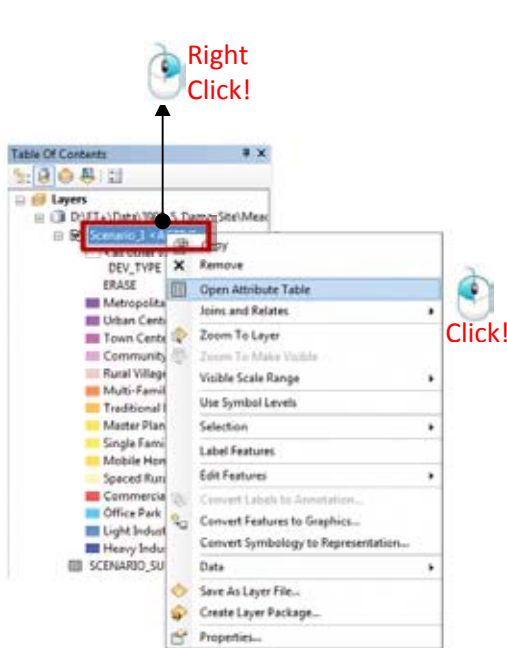 Right
Click!
Table Of Contents
Layers
Scenario_1 <
Copy
DEV_TYPE
Remove
ERASE
Open Attribute Table
Metropolita
Joins and Relates
Click!
Urban Cent
Town Cente
Zoom To Layer
Community
Zoom To Make Visible
Rural Village
Visible Scale Range
Multi-Famil
Traditional
Use Symbol Levels
Master Plan
Selection
Single Fami
Label Features
Mobile Hom
Spaced Rura
Edit Features
Commercia
Convert Labels to Annotation...
Office Park
Convert Features to Graphics...
Light Indust
Convert Symbology to Representation...
Heavy Indu
SCENARIO_SU
Data
Save As Layer File...
Create Layer Package...
Properties...